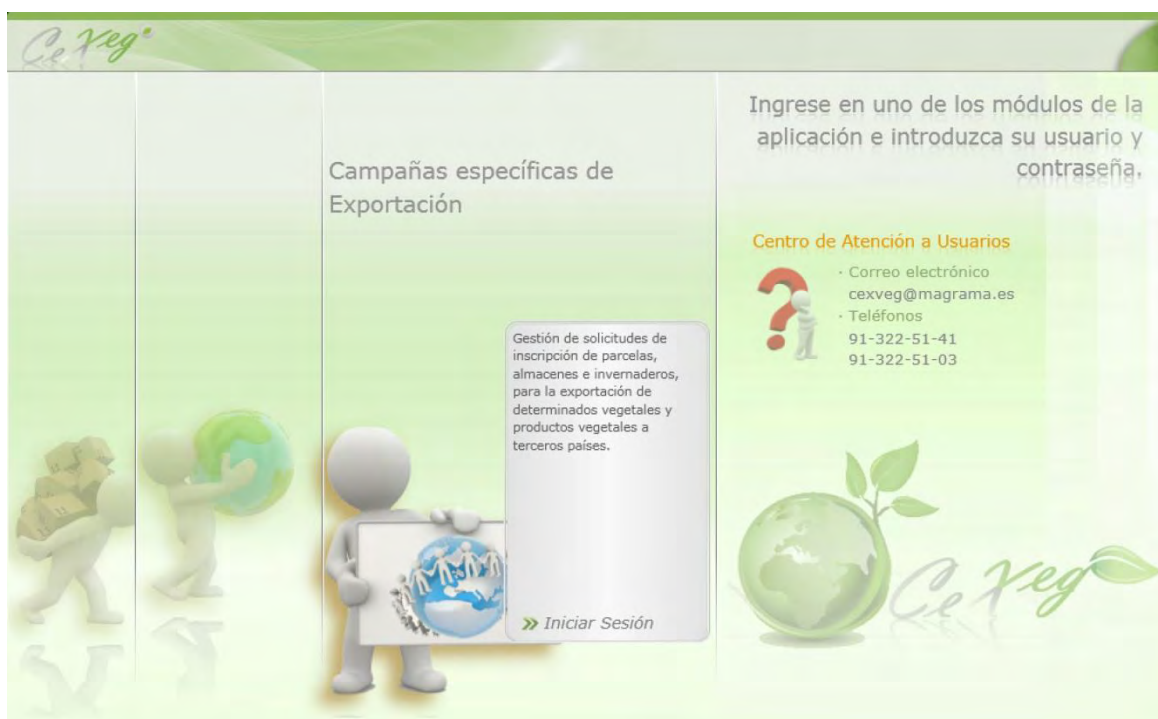 CeXveg
Campañas específicas de
Exportación
Gestión de solicitudes de
inscripción de parcelas,
almacenes e invernaderos,
para la exportación de
determinados vegetales y
productos vegetales a
terceros países.
Iniciar Sesión
Ingrese en uno de los módulos de la
aplicación e introduzca su usuario y
contraseña.
Centro de Atención a Usuarios
· Correo electrónico
cexveg@magrama.es
· Teléfonos
91-322-51-41
91-322-51-03
CeXveg